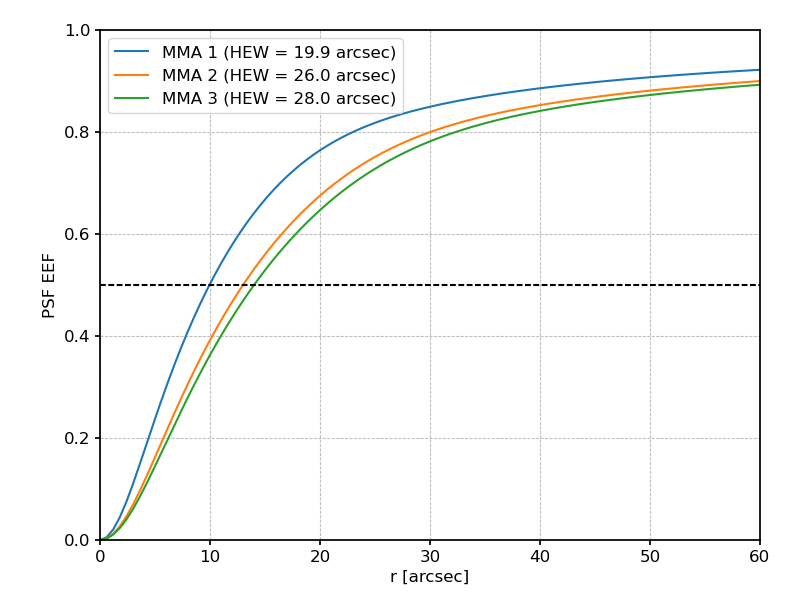 MMA 1 (HEW = 19.9 arcsec)
MMA 2 (HEW = 26.0 arcsec)
MMA 3 (HEW = 28.0 arcsec)
1.0
0.8
0.6
0.4
0.2
0.0
PSF EEF
0 10 20 30 40 50 60
r [arcsec]